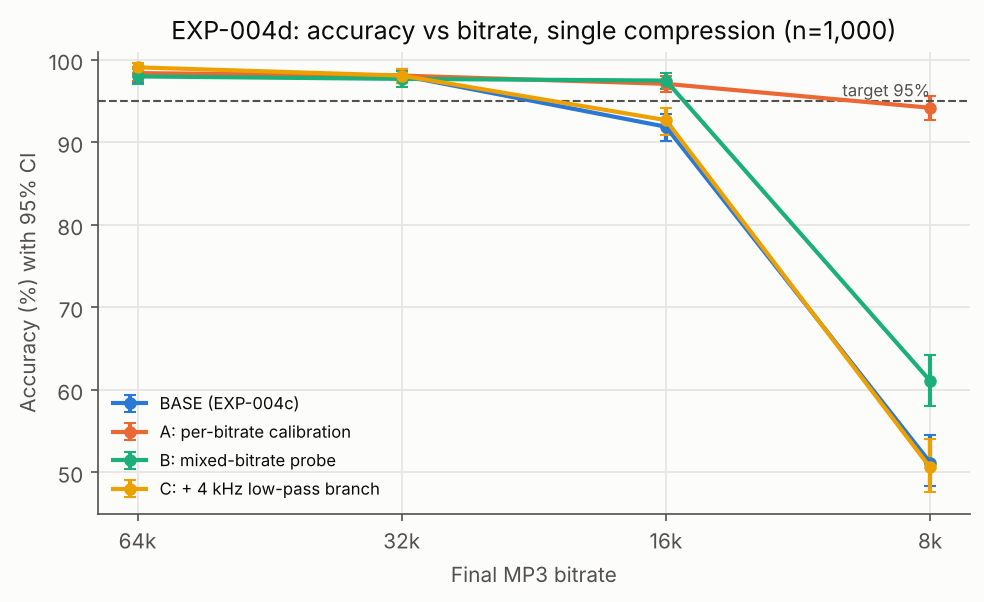 EXP-004d: accuracy vs bitrate, single compression (n=1,000)
100
90
80
70
60
50
Accuracy (%) with 95% CI
target 95%
BASE (EXP-004c)
A: per-bitrate calibration
B: mixed-bitrate probe
C: + 4 kHz low-pass branch
64k
32k
16k
8k
Final MP3 bitrate